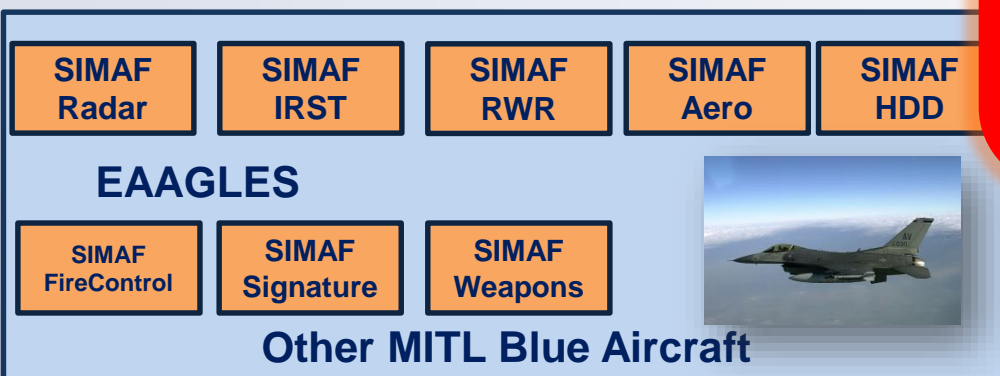 SIMAF
Radar
SIMAF
IRST
SIMAF
RWR
SIMAF
Aero
SIMAF
HDD
EAAGLES
SIMAF
FireControl
SIMAF
Signature
SIMAF
Weapons
AV
Other MITL Blue Aircraft